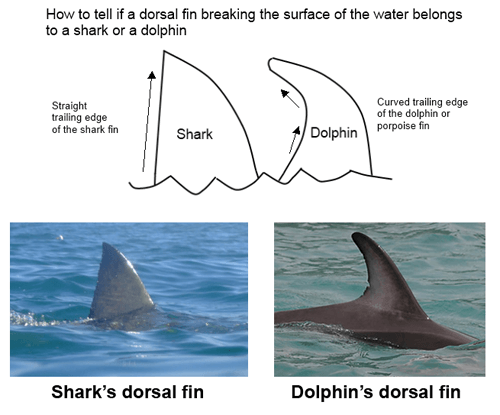 How to tell if a dorsal fin breaking the surface of the water belongs
to a shark or a dolphin
Straight
trailing edge
of the shark fin
Shark
Dolphin
Curved trailing edge
of the dolphin or
porpoise fin
Shark's dorsal fin
Dolphin's dorsal fin